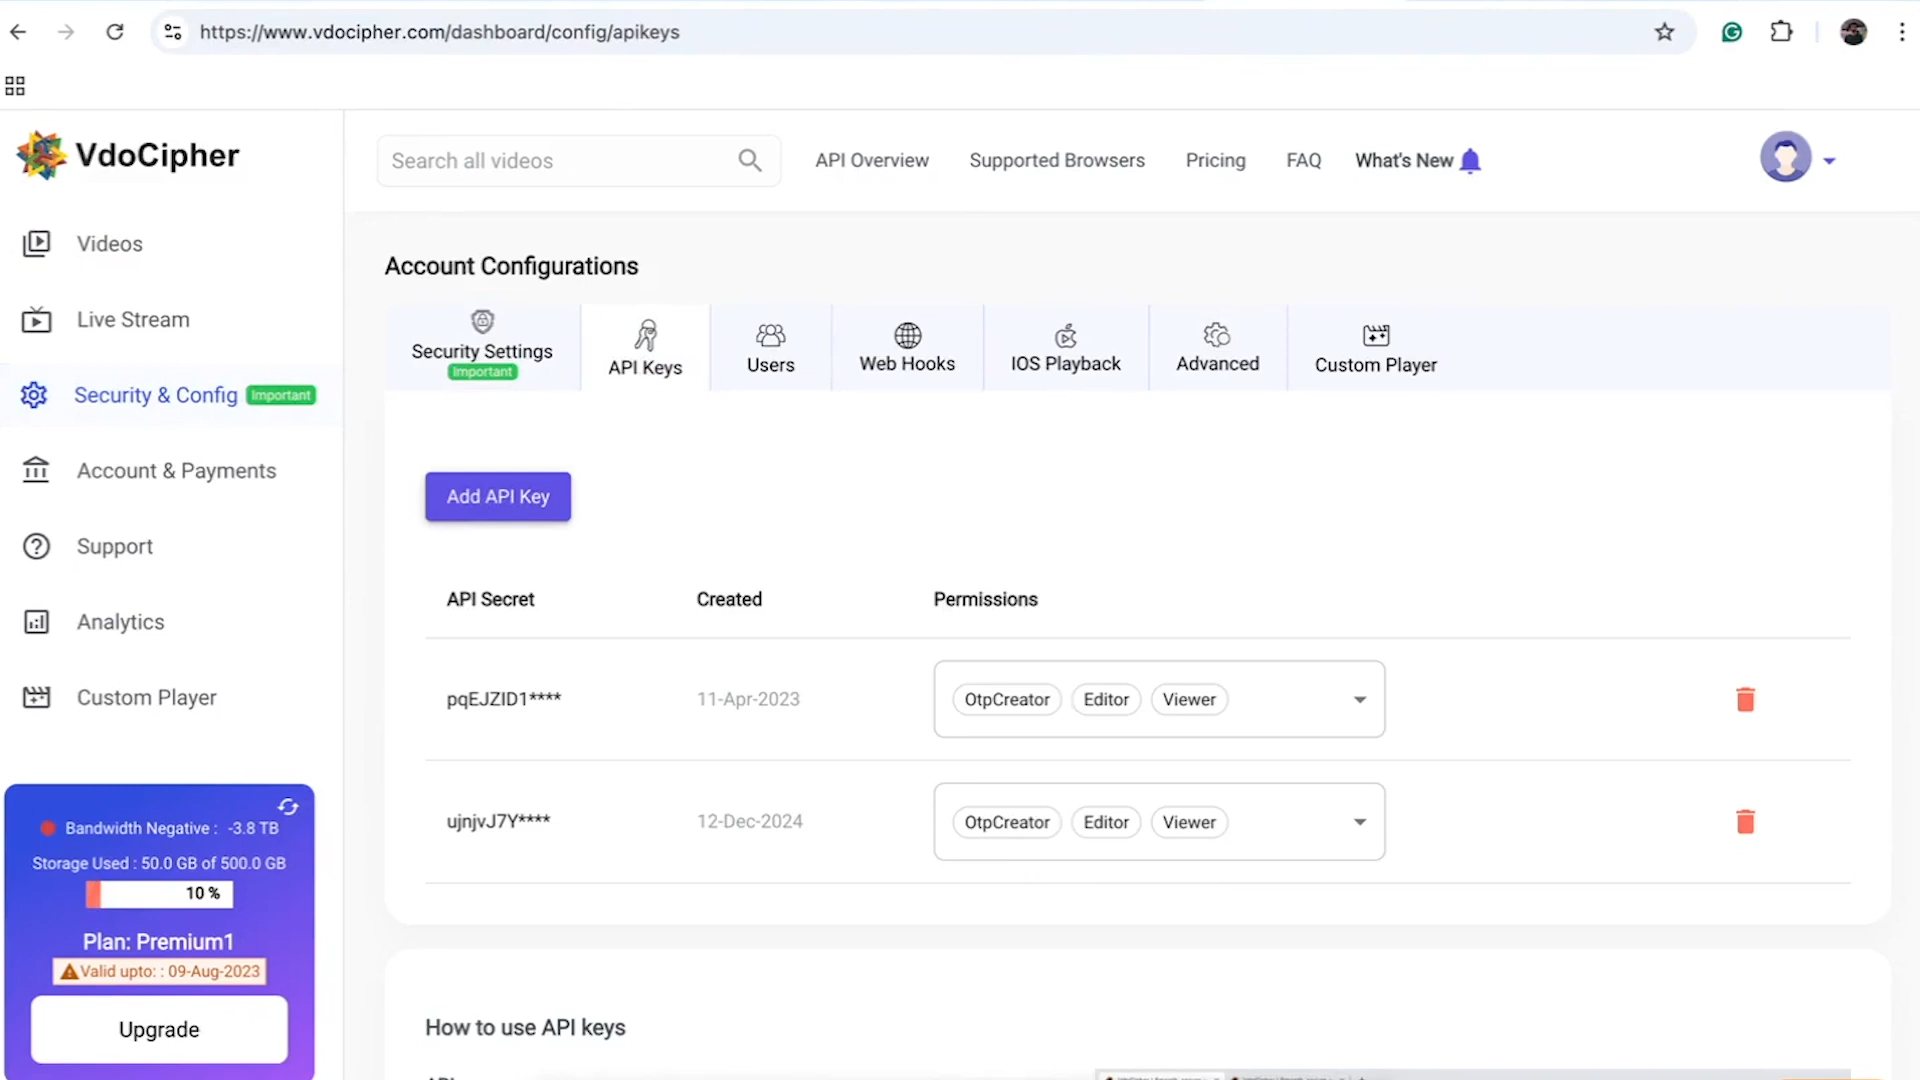 https://www.vdocipher.com/dashboard/config/apikeys
VdoCipher
Search all videos
API Overview
Supported Browsers
Pricing
FAQ
What's New
Videos
Live Stream
Security & Config Important
Account & Payments
Support
Analytics
Custom Player
Bandwidth Negative : -3.8 TB
Storage Used : 50.0 GB of 500.0 GB
10 %
Plan: Premium1
Valid upto: : 09-Aug-2023
Upgrade
Account Configurations
Security Settings
Important
API Keys
Users
Web Hooks
IOS Playback
Advanced
Custom Player
Add API Key
API Secret Created Permissions
pqEJZID1**** 11-Apr-2023 OtpCreator Editor Viewer
ujnjvJ7Y**** 12-Dec-2024 OtpCreator Editor Viewer
How to use API keys